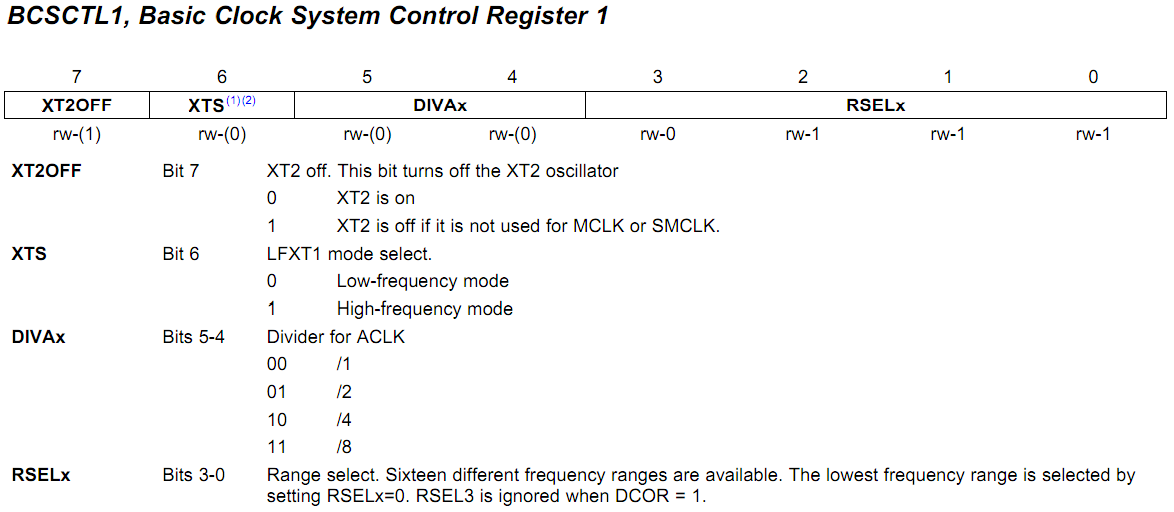 BCSCTL1, Basic Clock System Control Register 1
7 6 5 4 3 2 1 0
XT2OFF XTS(1)(2) DIVAx RSELx
rw-(1) rw-(0) rw-(0) rw-(0) rw-0 rw-1 rw-1 rw-1
XT2OFF Bit 7 XT2 off. This bit turns off the XT2 oscillator
0 XT2 is on
1 XT2 is off if it is not used for MCLK or SMCLK.
XTS Bit 6 LFXT1 mode select.
0 Low-frequency mode
1 High-frequency mode
DIVAx Bits 5-4 Divider for ACLK
00 /1
01 /2
10 /4
11 /8
RSELx Bits 3-0 Range select. Sixteen different frequency ranges are available. The lowest frequency range is selected by
setting RSELx=0. RSEL3 is ignored when DCOR = 1.